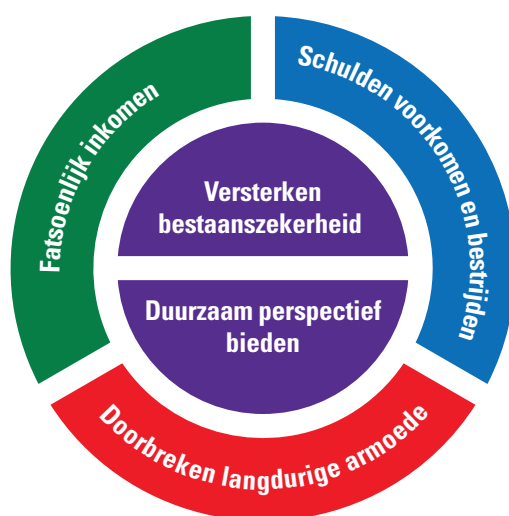 Fatsoenlijk inkomen
Schulden voorkomen en bestrijden
Versterken
bestaanszekerheid
Duurzaam perspectief
bieden
Doorbreken langdurige armoede